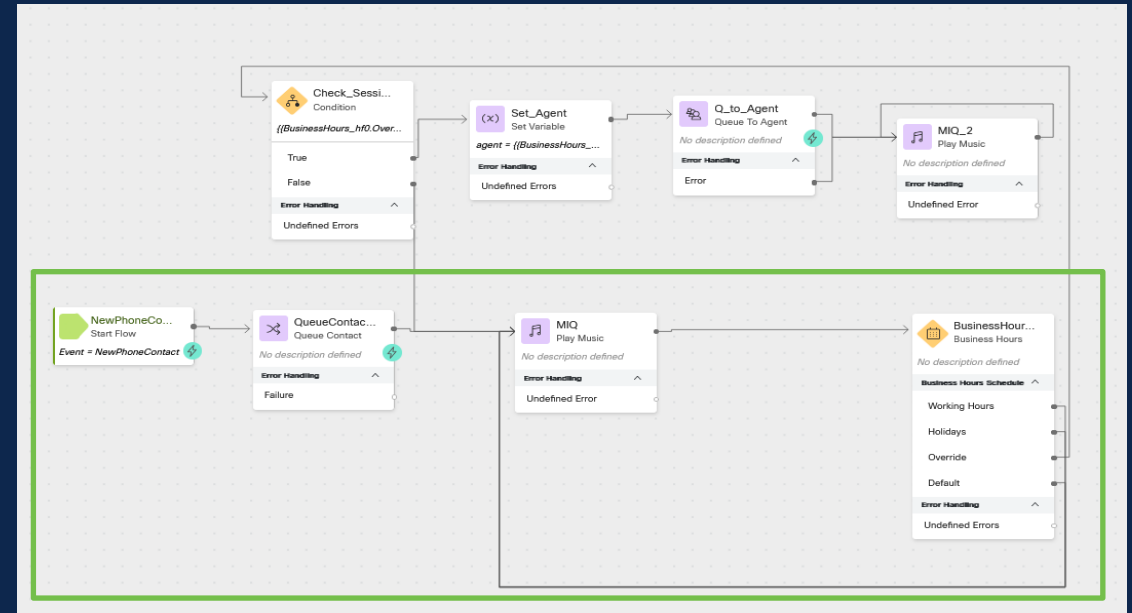 Check_Sessi...
Condition
{{BusinessHours_hf0.Over...
True
False
Error Handling
Undefined Errors
Set_Agent
Set Variable
agent = {{BusinessHours_...
Error Handling
Undefined Errors
Q_to_Agent
Queue To Agent
No description defined
Error Handling
Error
MIQ_2
Play Music
No description defined
Error Handling
Undefined Error
NewPhoneCo...
Start Flow
Event = NewPhoneContact
QueueContac...
Queue Contact
No description defined
Error Handling
Failure
MIQ
Play Music
No description defined
Error Handling
Undefined Error
BusinessHour...
Business Hours
No description defined
Business Hours Schedule
Working Hours
Holidays
Override
Default
Error Handling
Undefined Errors